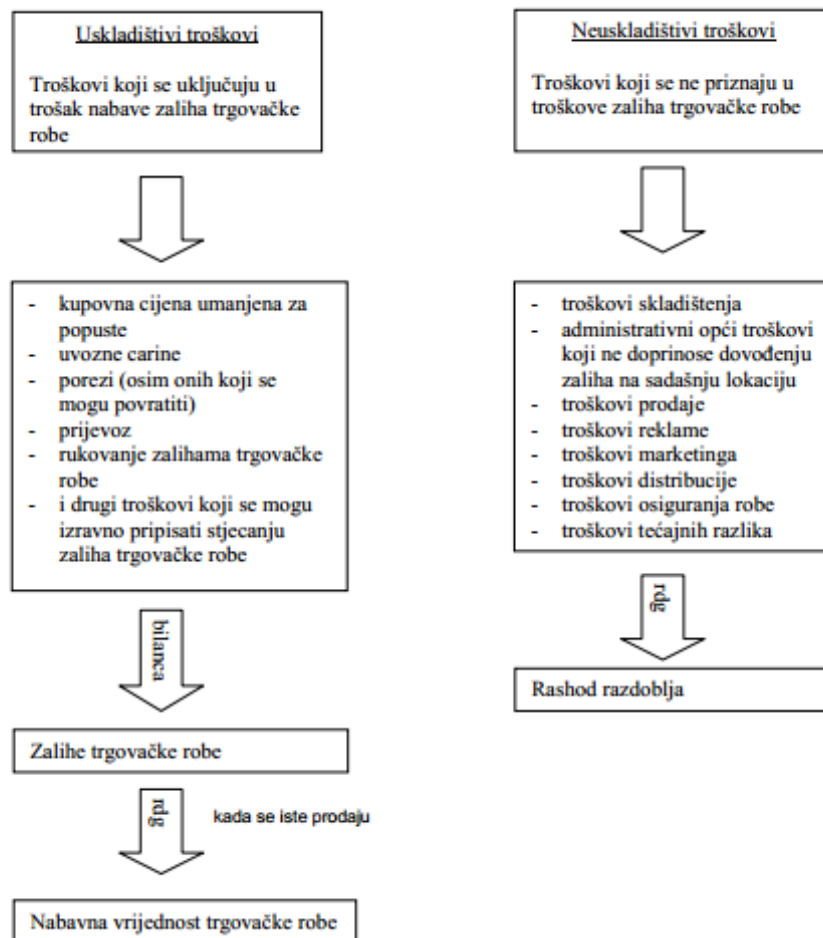 Uskladištivi troškovi
Troškovi koji se uključuju u
trošak nabave zaliha trgovačke
robe
- kupovna cijena umanjena za
popuste
- uvozne carine
- porezi (osim onih koji se
mogu povratiti)
- prijevoz
- rukovanje zalihama trgovačke
robe
- i drugi troškovi koji se mogu
izravno pripisati stjecanju
zaliha trgovačke robe
bilanca
Zalihe trgovačke robe
rdg
kada se iste prodaju
Nabavna vrijednost trgovačke robe
Neuskladištivi troškovi
Troškovi koji se ne priznaju u
troškove zaliha trgovačke robe
- troškovi skladištenja
- administrativni opći troškovi
koji ne doprinose dovođenju
zaliha na sadašnju lokaciju
- troškovi prodaje
- troškovi reklame
- troškovi marketinga
- troškovi distribucije
- troškovi osiguranja robe
- troškovi tećajnih razlika
rdg
Rashod razdoblja